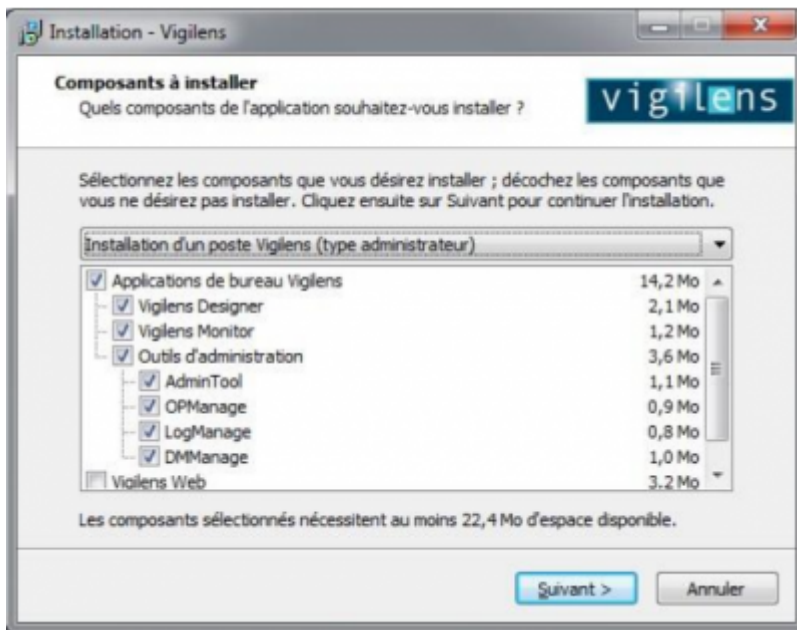 Installation - Vigilens
Composants à installer
Quels composants de l'application souhaitez-vous installer ?
vigilens
Sélectionnez les composants que vous désirez installer ; décochez les composants que
vous ne désirez pas installer. Cliquez ensuite sur Suivant pour continuer l'installation.
Installation d'un poste Vigilens (type administrateur)
Applications de bureau Vigilens 14,2 Mo
Vigilens Designer 2,1 Mo
Vigilens Monitor 1,2 Mo
Outils d'administration 3,6 Mo
AdminTool 1,1 Mo
OPManage 0,9 Mo
LogManage 0,8 Mo
DMManage 1,0 Mo
Vigilens Web 3,2 Mo
Les composants sélectionnés nécessitent au moins 22,4 Mo d'espace disponible.
Suivant > Annuler